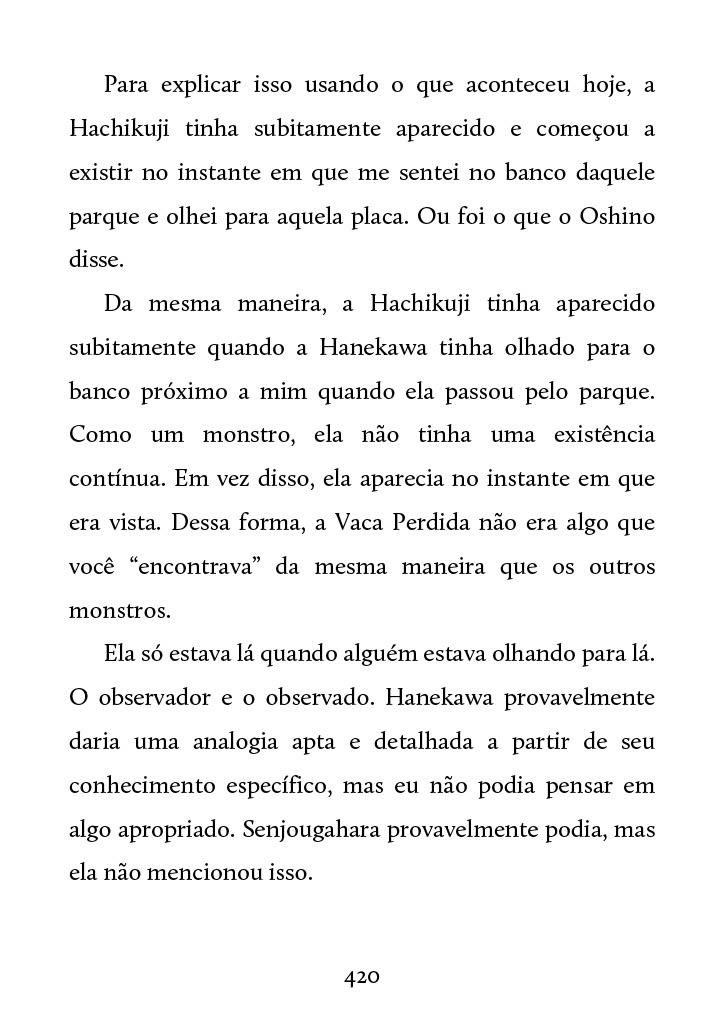 Para explicar isso usando o que aconteceu hoje, a
Hachikuji tinha subitamente aparecido e começou a
existir no instante em que me sentei no banco daquele
parque e olhei para aquela placa. Ou foi o que o Oshino
disse.
Da mesma maneira, a Hachikuji tinha aparecido
subitamente quando a Hanekawa tinha olhado para o
banco próximo a mim quando ela passou pelo parque.
Como um monstro, ela não tinha uma existência
contínua. Em vez disso, ela aparecia no instante em que
era vista. Dessa forma, a Vaca Perdida não era algo que
você “encontrava” da mesma maneira que os outros
monstros.
Ela só estava lá quando alguém estava olhando para lá.
O observador e o observado. Hanekawa provavelmente
daria uma analogia apta e detalhada a partir de seu
conhecimento específico, mas eu não podia pensar em
algo apropriado. Senjougahara provavelmente podia, mas
ela não mencionou isso.
420